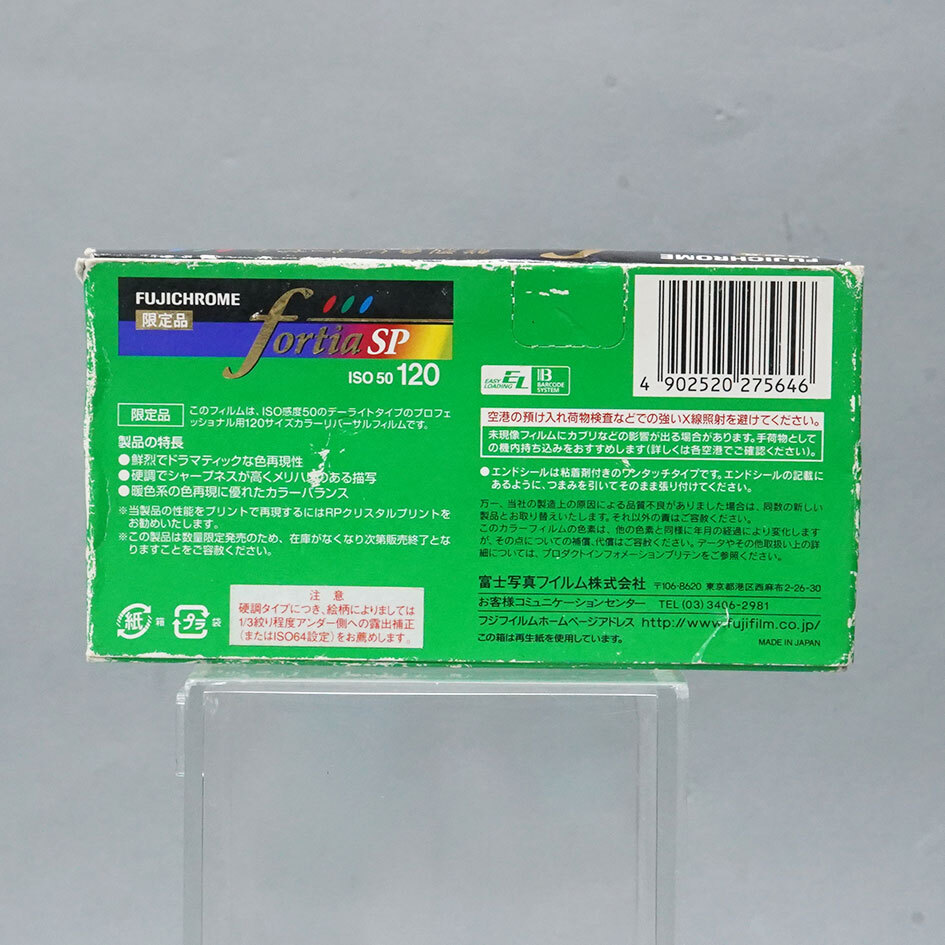 FUJICHROME
FUJICHROME
限定品
fortia SP
ISO 50 120
限定品
このフィルムは、ISO感度50のデーライトタイプのプロフェ
ッショナル用120サイズカラーリバーサルフィルムです。
製品の特長
●鮮烈でドラマティックな色再現性
●硬調でシャープネスが高くメリハリのある描写
●暖色系の色再現に優れたカラーバランス
※当製品の性能をプリントで再現するにはRPクリスタルプリントを
お勧めいたします。
※この製品は数量限定発売のため、在庫がなくなり次第販売終了とな
りますことをご容赦ください。
紙 箱 プラ 袋
注 意
硬調タイプにつき、絵柄によりましては
1/3絞り程度アンダー側への露出補正
(またはISO64設定)をお薦めします。
EASY LOADING EL
B BARCODE SYSTEM
4 902520 275646
空港の預け入れ荷物検査などでの強いX線照射を避けてください。
未現像フィルムにカブリなどの影響が出る場合があります。手荷物として
の機内持ち込みをおすすめします(詳しくは各空港でご確認ください)。
●エンドシールは粘着剤付きのワンタッチタイプです。エンドシールの記載に
あるように、つまみを引いてそのまま張り付けてください。
万一、当社の製造上の原因による品質不良がありました場合は、同数の新しい
製品とお取り替えいたします。それ以外の責はご容赦ください。
このカラーフィルムの色素は、他の色素と同様に年月の経過により変化します
が、その点についての補償、代償はご容赦ください。データやその他取扱い上の詳
細については、プロダクトインフォメーションブリテンをご参照ください。
富士写真フイルム株式会社 〒106-8620 東京都港区西麻布2-26-30
お客様コミュニケーションセンター TEL (03) 3406-2981
フジフイルムホームページアドレス http://www.fujifilm.co.jp/
この箱は再生紙を使用しています。
MADE IN JAPAN